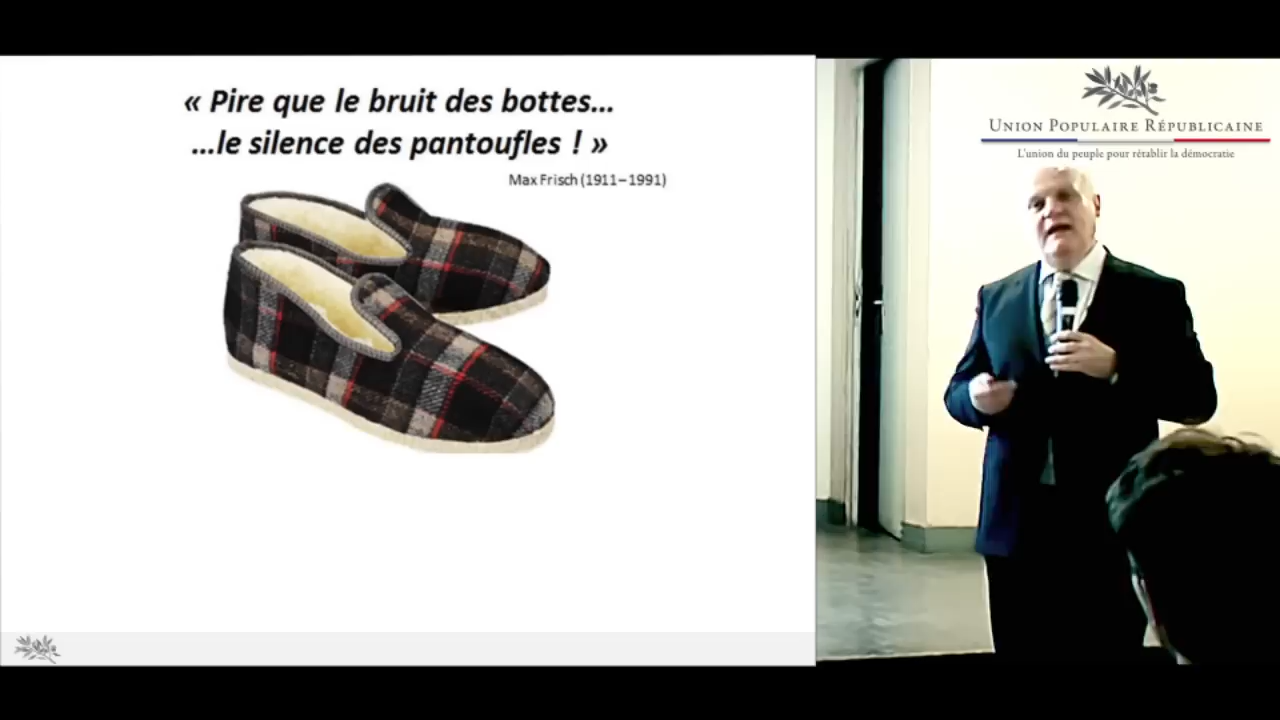 « Pire que le bruit des bottes…
…le silence des pantoufles ! »
Max Frisch (1911–1991)
UNION POPULAIRE RÉPUBLICAINE
L'union du peuple pour rétablir la démocratie